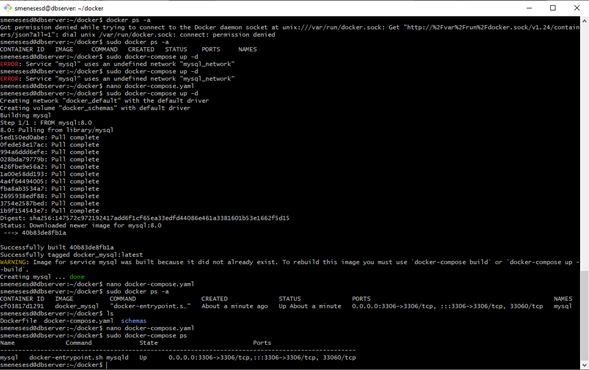 smenesesd@dbserver: ~/docker
smenesesd@dbserver:~/docker$ docker ps -a
Got permission denied while trying to connect to the Docker daemon socket at unix:///var/run/docker.sock: Get "http://%2Fvar%2Frun%2Fdocker.sock/v1.24/contain
ers/json?all=1": dial unix /var/run/docker.sock: connect: permission denied
smenesesd@dbserver:~/docker$ sudo docker ps -a
CONTAINER ID   IMAGE     COMMAND   CREATED   STATUS    PORTS     NAMES
smenesesd@dbserver:~/docker$ sudo docker-compose up -d
ERROR: Service "mysql" uses an undefined network "mysql_network"
smenesesd@dbserver:~/docker$ sudo docker-compose up -d
ERROR: Service "mysql" uses an undefined network "mysql_network"
smenesesd@dbserver:~/docker$ nano docker-compose.yaml
smenesesd@dbserver:~/docker$ sudo docker-compose up -d
Creating network "docker_default" with the default driver
Creating volume "docker_schemas" with default driver
Building mysql
Step 1/1 : FROM mysql:8.0
8.0: Pulling from library/mysql
5ed150ed0abe: Pull complete
0fede58e17ac: Pull complete
994a6ddd6efe: Pull complete
028bda79779b: Pull complete
426fbe9e56a2: Pull complete
1a00e58dd193: Pull complete
4a4f64494005: Pull complete
fba8ab3534a7: Pull complete
2695938edf88: Pull complete
3754e2587bed: Pull complete
1b9f154543e7: Pull complete
Digest: sha256:147572c972192417add6f1cf65ea33edfd44086e461a3381601b53e1662f5d15
Status: Downloaded newer image for mysql:8.0
---> 40b83de8fb1a
Successfully built 40b83de8fb1a
Successfully tagged docker_mysql:latest
WARNING: Image for service mysql was built because it did not already exist. To rebuild this image you must use `docker-compose build` or `docker-compose up -
-build`.
Creating mysql ... done
smenesesd@dbserver:~/docker$ nano docker-compose.yaml
smenesesd@dbserver:~/docker$ sudo docker ps -a
CONTAINER ID   IMAGE          COMMAND                  CREATED              STATUS              PORTS                                                  NAMES
cf03817d1291   docker_mysql   "docker-entrypoint.s…"   About a minute ago   Up About a minute   0.0.0.0:3306->3306/tcp, :::3306->3306/tcp, 33060/tcp   mysql
smenesesd@dbserver:~/docker$ ls
Dockerfile  docker-compose.yaml  schemas
smenesesd@dbserver:~/docker$ nano docker-compose.yaml
smenesesd@dbserver:~/docker$ sudo docker-compose ps
Name              Command             State                          Ports
mysql   docker-entrypoint.sh mysqld   Up      0.0.0.0:3306->3306/tcp,:::3306->3306/tcp, 33060/tcp
smenesesd@dbserver:~/docker$